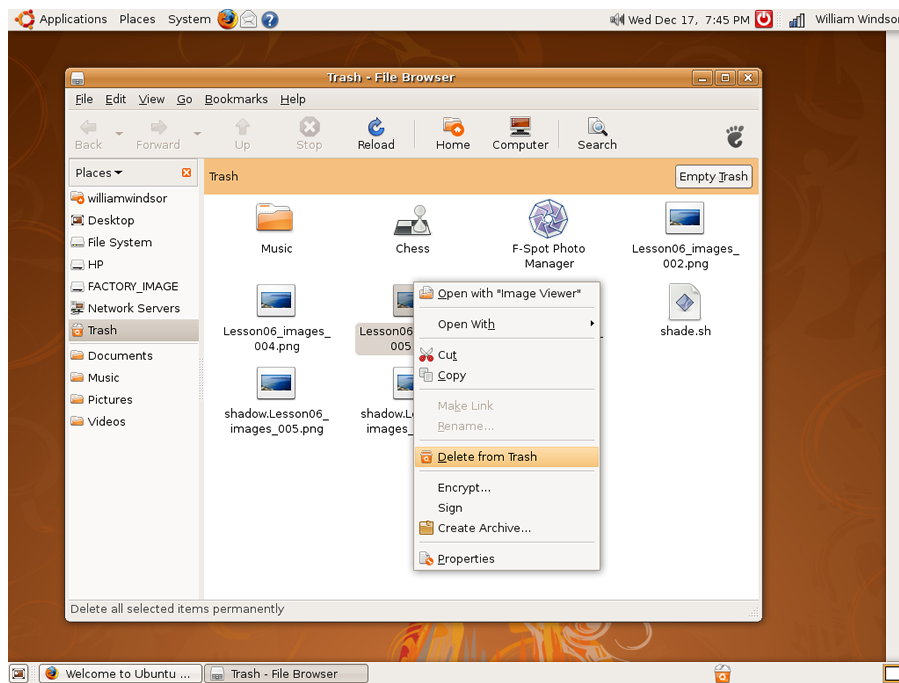 Applications Places System Wed Dec 17, 7:45 PM William Windsor
Trash - File Browser
File Edit View Go Bookmarks Help
Back Forward Up Stop Reload Home Computer Search
Places
Trash
Empty Trash
williamwindsor
Desktop
File System
HP
FACTORY_IMAGE
Network Servers
Trash
Documents
Music
Pictures
Videos
Music
Chess
F-Spot Photo
Manager
Lesson06_images_
002.png
Lesson06_images_
004.png
Lesson06
005
shade.sh
shadow.Lesson06_
images_005.png
shadow.L
images_
Open with "Image Viewer"
Open With
Cut
Copy
Make Link
Rename...
Delete from Trash
Encrypt...
Sign
Create Archive...
Properties
Delete all selected items permanently
Welcome to Ubuntu ...
Trash - File Browser